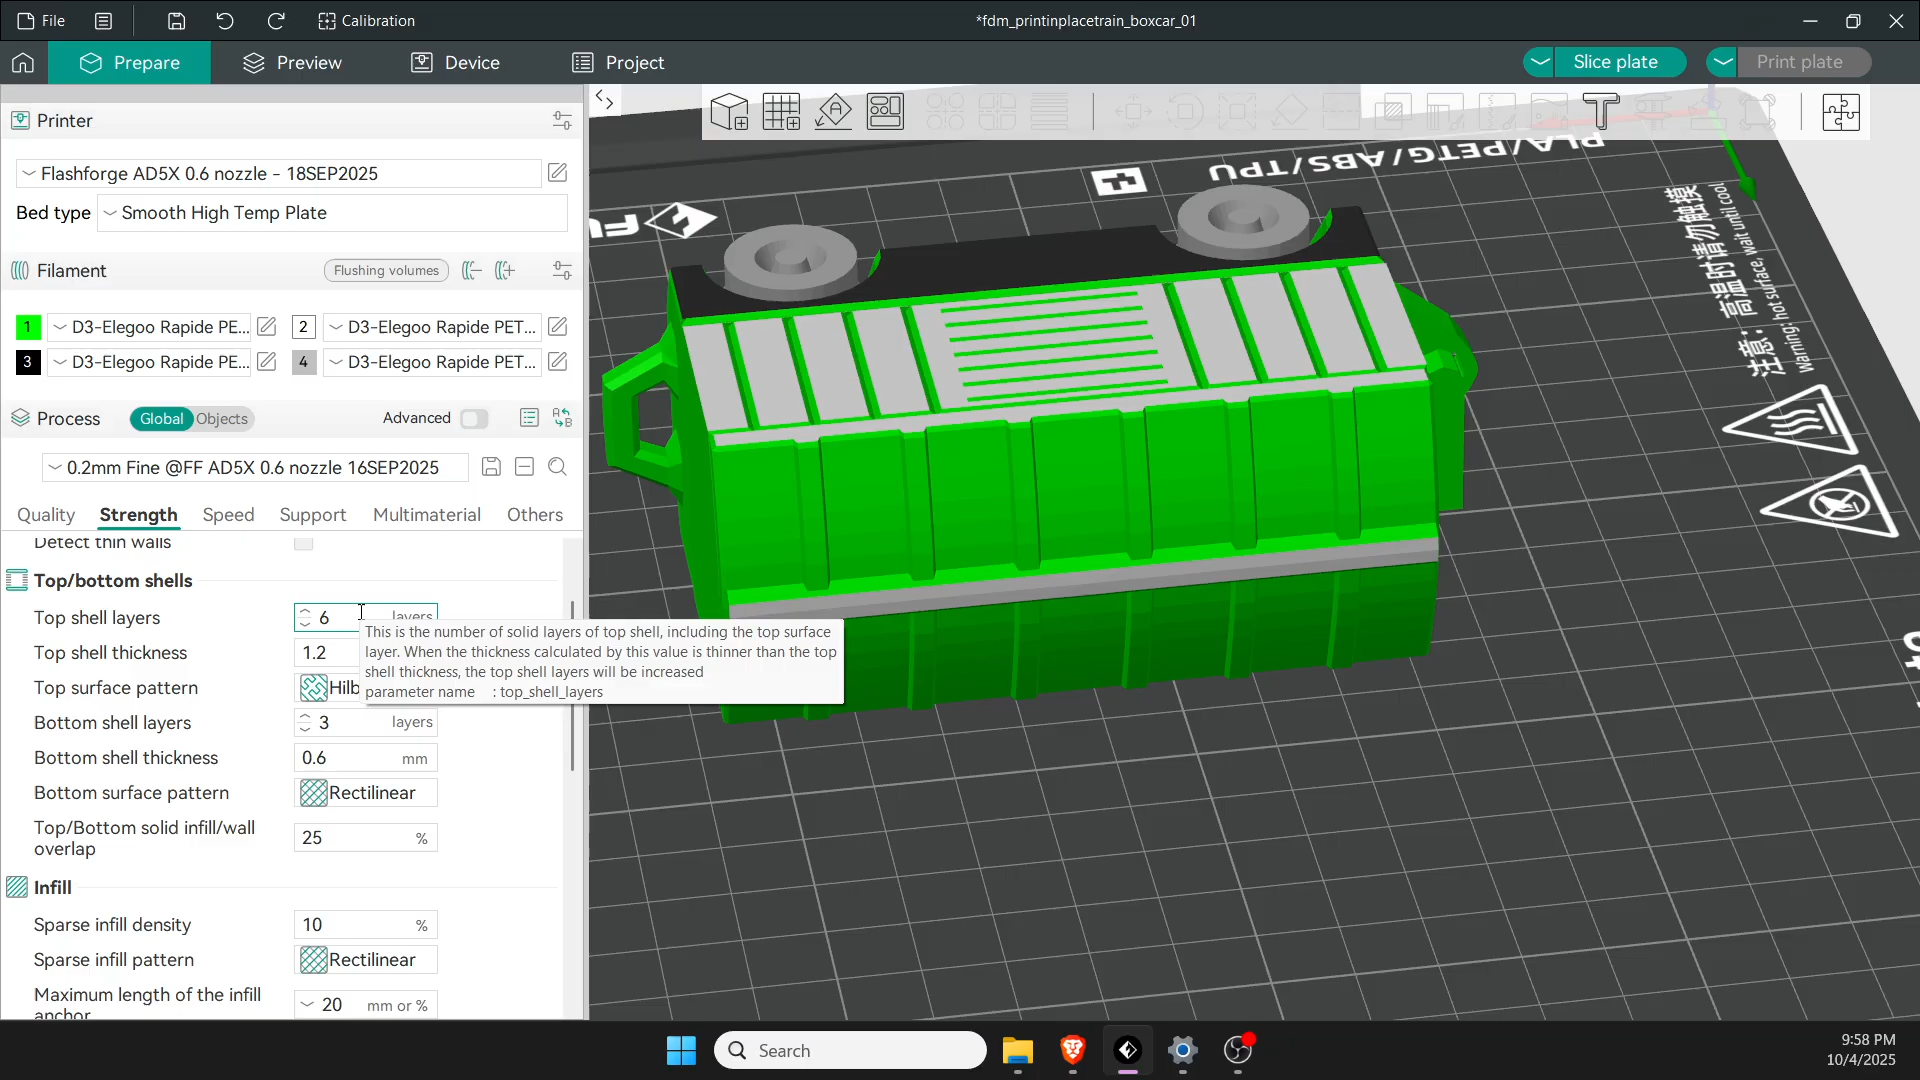 File
Calibration
*fdm_printinplacetrain_boxcar_01
Prepare
Preview
Device
Project
Slice plate
Print plate
Printer
Flashforge AD5X 0.6 nozzle - 18SEP2025
Bed type
Smooth High Temp Plate
Filament
Flushing volumes
1
D3-Elegoo Rapide PE...
2
D3-Elegoo Rapide PET...
3
D3-Elegoo Rapide PE...
4
D3-Elegoo Rapide PET...
Process
Global
Objects
Advanced
0.2mm Fine @FF AD5X 0.6 nozzle 16SEP2025
Quality
Strength
Speed
Support
Multimaterial
Others
Detect thin walls
Top/bottom shells
Top shell layers
6
layers
Top shell thickness
1.2
Top surface pattern
Hilb
Bottom shell layers
3
layers
Bottom shell thickness
0.6
mm
Bottom surface pattern
Rectilinear
Top/Bottom solid infill/wall
overlap
25
%
Infill
Sparse infill density
10
%
Sparse infill pattern
Rectilinear
Maximum length of the infill
anchor
20
mm or %
This is the number of solid layers of top shell, including the top surface
layer. When the thickness calculated by this value is thinner than the top
shell thickness, the top shell layers will be increased
parameter name : top_shell_layers
PLA/PETG/ABS/TPU
注意：高温时请勿触摸
Warning: hot surface, wait until cool
Search
9:58 PM
10/4/2025